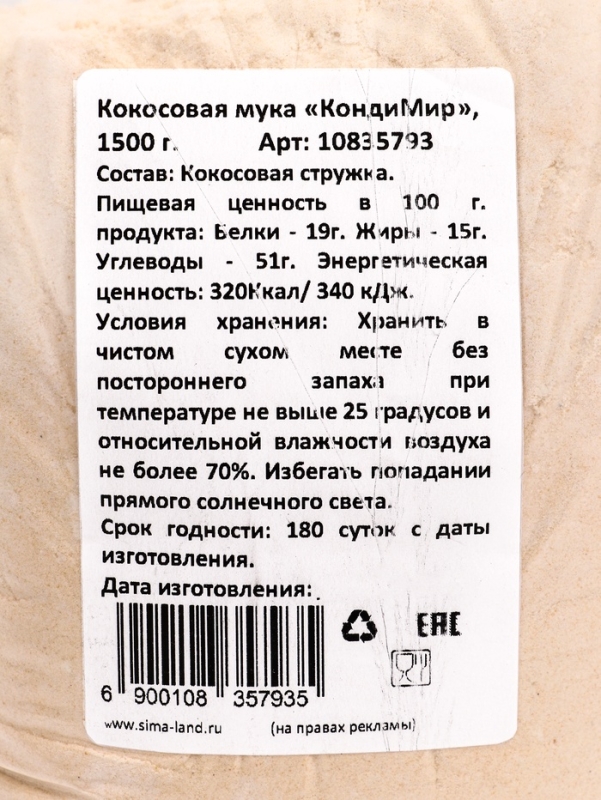 Кокосовая мука «КондиМир»,
1500 г. Арт: 10835793
Состав: Кокосовая стружка.
Пищевая ценность в 100 г.
продукта: Белки - 19г. Жиры - 15г.
Углеводы - 51г. Энергетическая
ценность: 320Ккал/ 340 кДж.
Условия хранения: Хранить в
чистом сухом месте без
постороннего запаха при
температуре не выше 25 градусов и
относительной влажности воздуха
не более 70%. Избегать попадании
прямого солнечного света.
Срок годности: 180 суток с даты
изготовления.
Дата изготовления:
EAC
6 900108 357935
www.sima-land.ru (на правах рекламы)